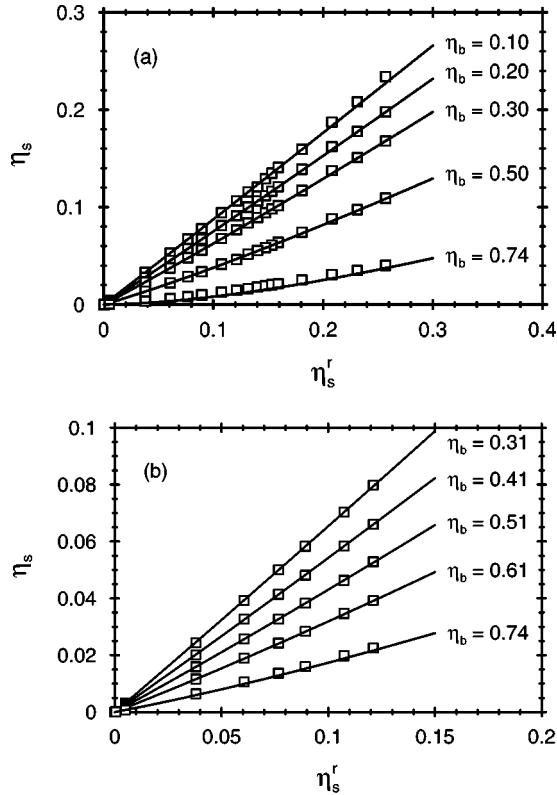 (a)
0.3
η_b = 0.10
η_b = 0.20
η_b = 0.30
0.2
η_s
η_b = 0.50
0.1
η_b = 0.74
0
0 0.1 0.2 0.3 0.4
η_s^r
0.1
η_b = 0.31
(b)
η_b = 0.41
0.08
η_b = 0.51
0.06
η_s
η_b = 0.61
0.04
η_b = 0.74
0.02
0
0 0.05 0.1 0.15 0.2
η_s^r